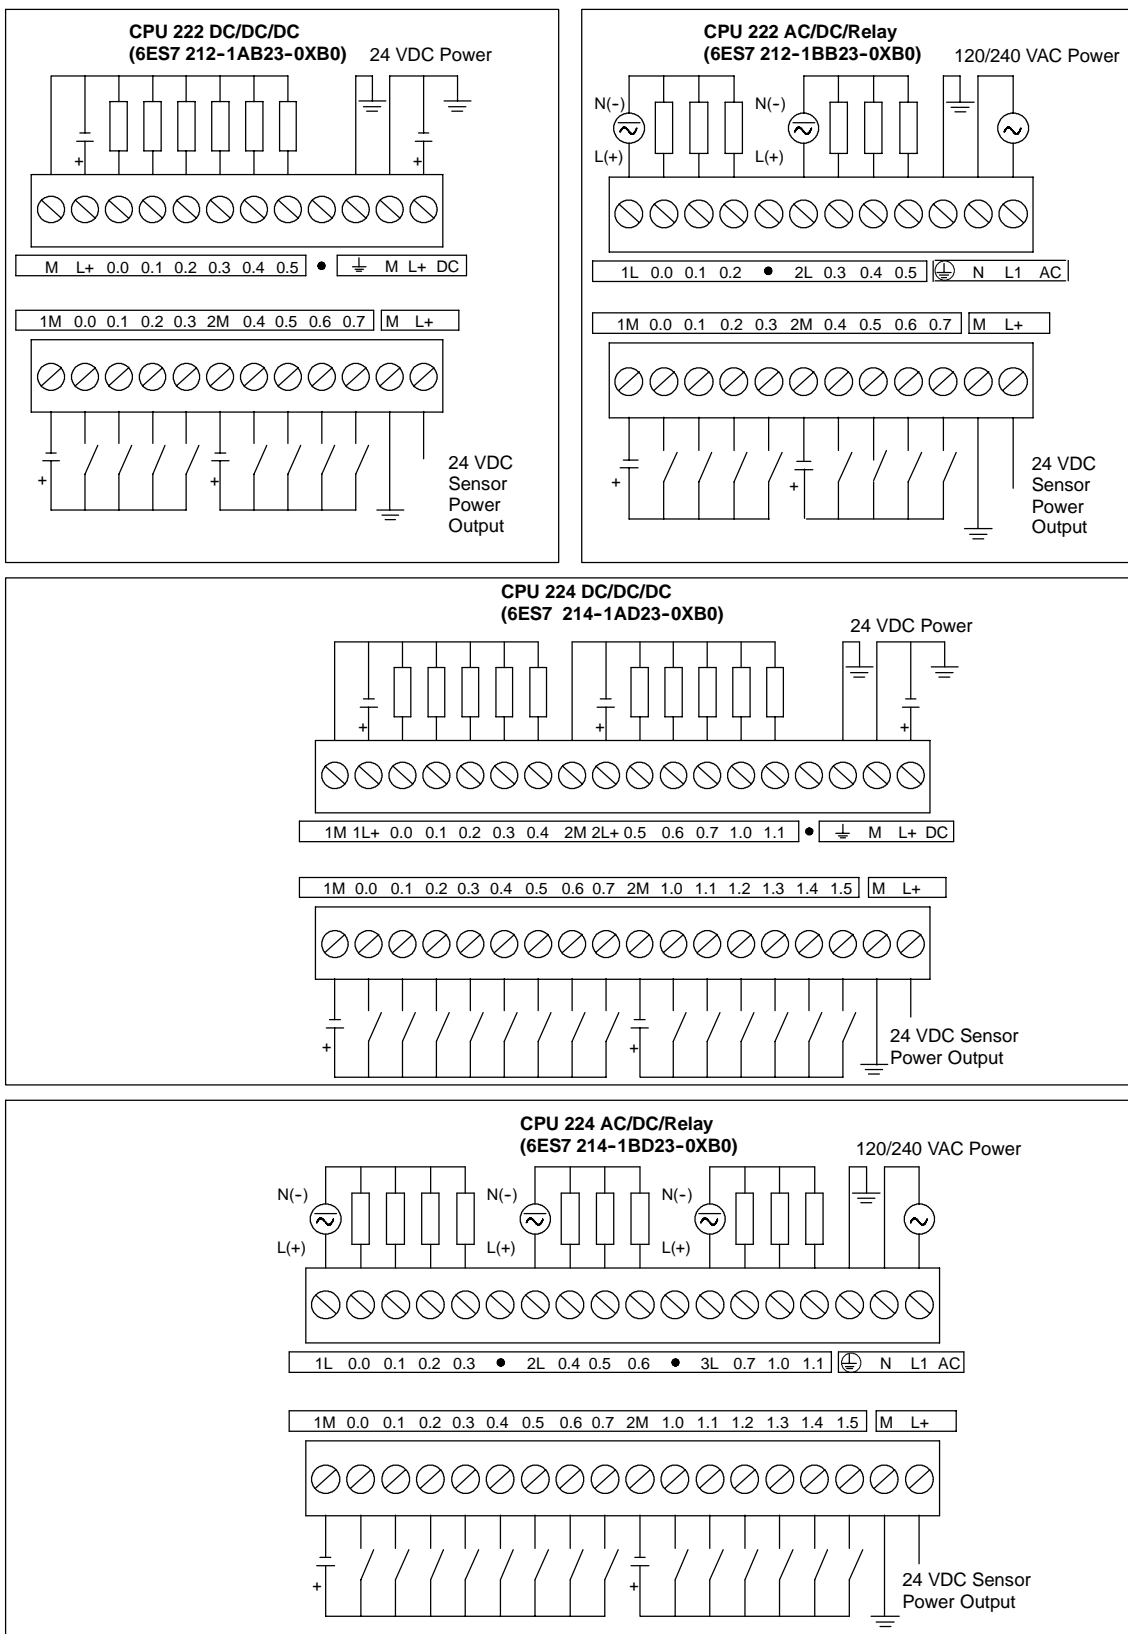 CPU 222 DC/DC/DC
(6ES7 212-1AB23-0XB0)
24 VDC Power
+
+
M L+ 0.0 0.1 0.2 0.3 0.4 0.5 ● ⏚ M L+ DC
1M 0.0 0.1 0.2 0.3 2M 0.4 0.5 0.6 0.7 M L+
+
+
24 VDC
Sensor
Power
Output
CPU 222 AC/DC/Relay
(6ES7 212-1BB23-0XB0)
120/240 VAC Power
N(-)
N(-)
L(+)
L(+)
1L 0.0 0.1 0.2 ● 2L 0.3 0.4 0.5 ⏚ N L1 AC
1M 0.0 0.1 0.2 0.3 2M 0.4 0.5 0.6 0.7 M L+
+
+
24 VDC
Sensor
Power
Output
CPU 224 DC/DC/DC
(6ES7 214-1AD23-0XB0)
24 VDC Power
+
+
+
1M 1L+ 0.0 0.1 0.2 0.3 0.4 2M 2L+ 0.5 0.6 0.7 1.0 1.1 ● ⏚ M L+ DC
1M 0.0 0.1 0.2 0.3 0.4 0.5 0.6 0.7 2M 1.0 1.1 1.2 1.3 1.4 1.5 M L+
+
+
24 VDC Sensor
Power Output
CPU 224 AC/DC/Relay
(6ES7 214-1BD23-0XB0)
120/240 VAC Power
N(-)
N(-)
N(-)
L(+)
L(+)
L(+)
1L 0.0 0.1 0.2 0.3 ● 2L 0.4 0.5 0.6 ● 3L 0.7 1.0 1.1 ⏚ N L1 AC
1M 0.0 0.1 0.2 0.3 0.4 0.5 0.6 0.7 2M 1.0 1.1 1.2 1.3 1.4 1.5 M L+
+
+
24 VDC Sensor
Power Output